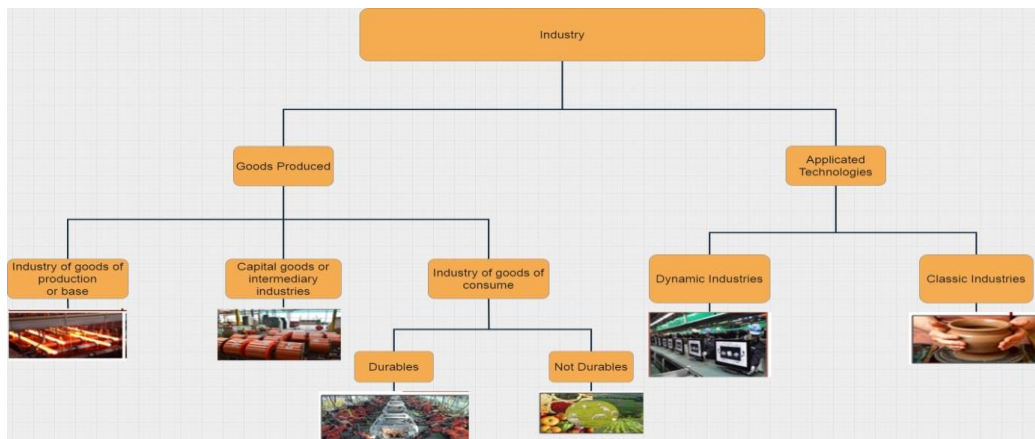 Industry
Goods Produced
Applicated
Technologies
Industry of goods of
production
or base
Capital goods or
intermediary
industries
Industry of goods of
consume
Dynamic Industries
Classic Industries
Durables
Not Durables